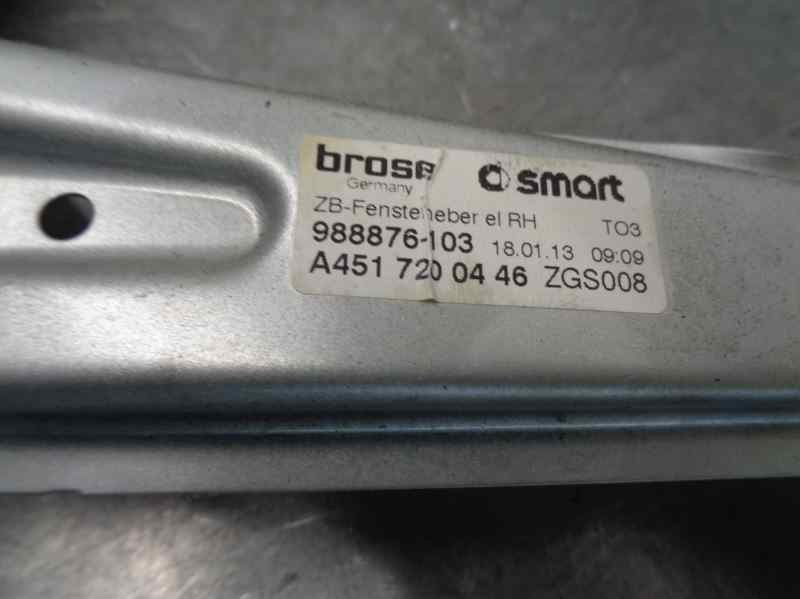 brose smart
Germany
ZB-Fensterheber el RH TO3
988876-103 18.01.13 09:09
A451 720 04 46 ZGS008